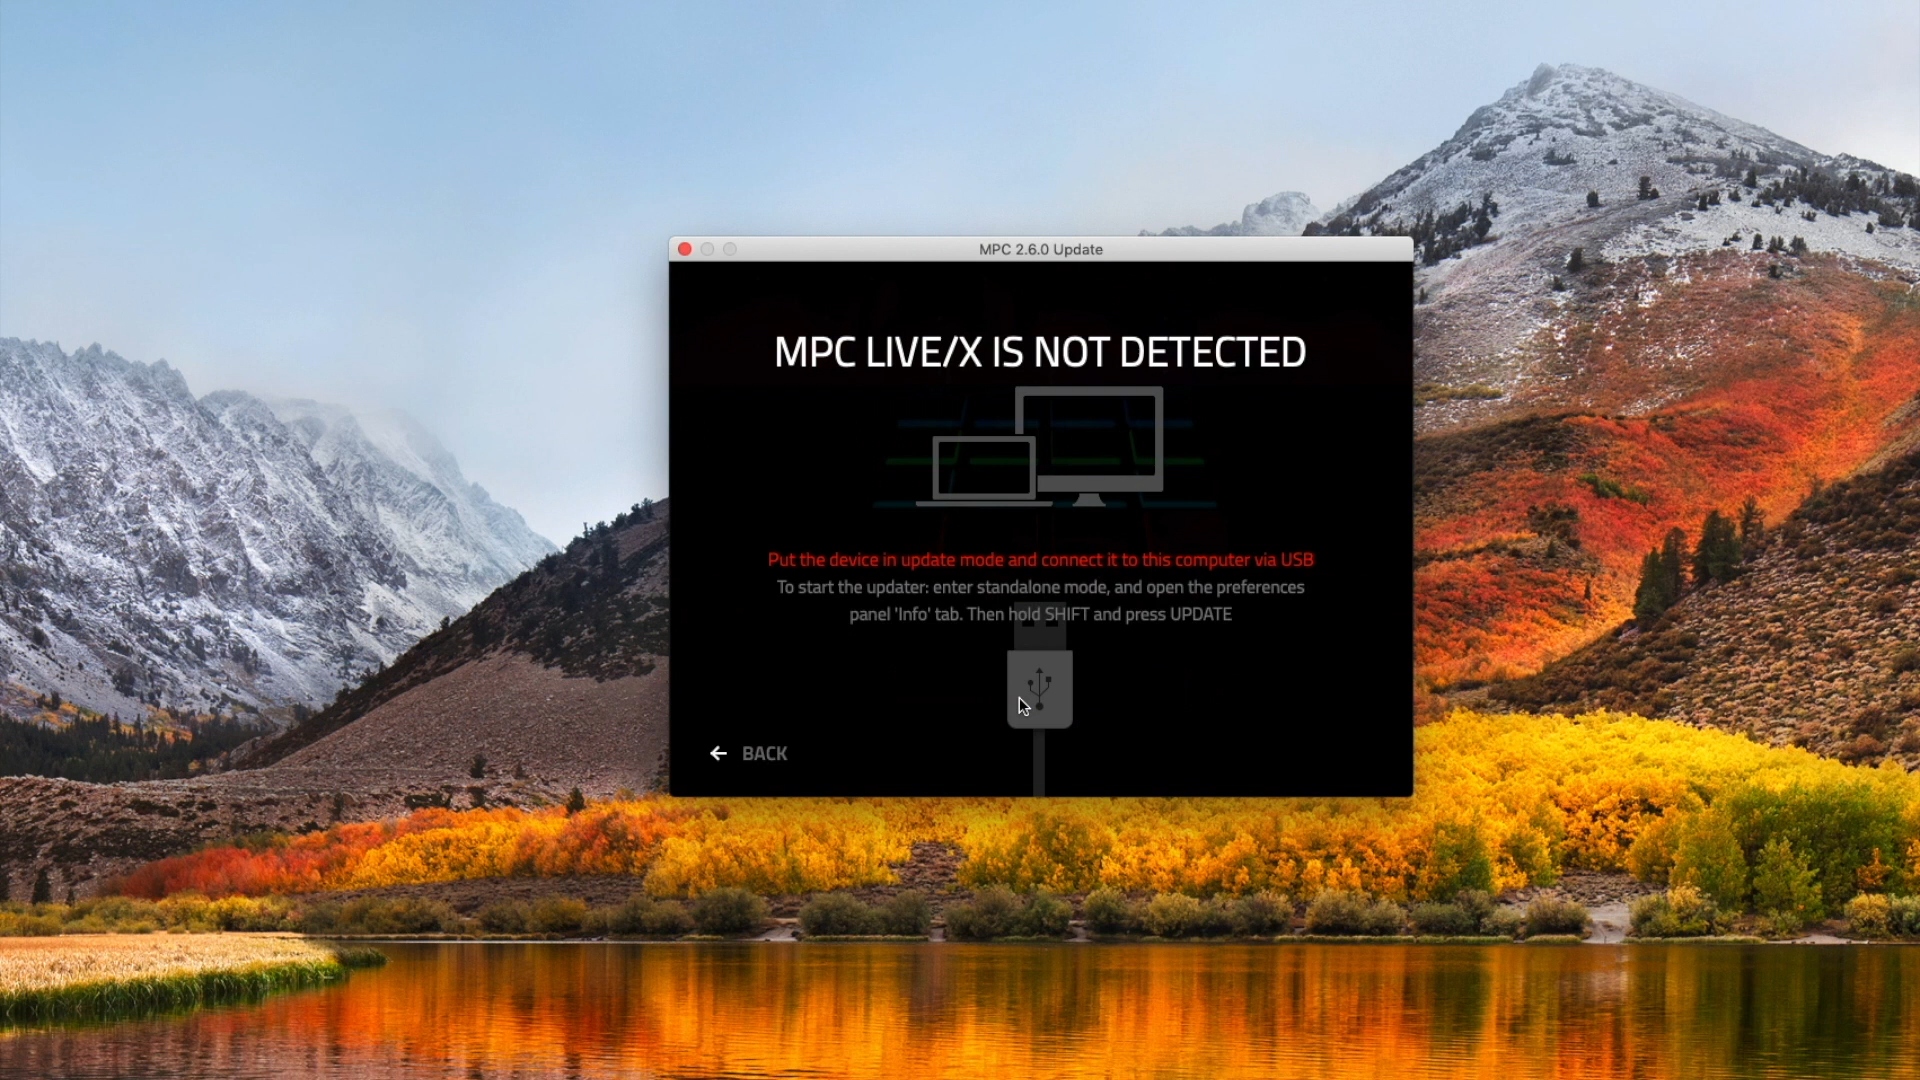 MPC 2.6.0 Update
MPC LIVE/X IS NOT DETECTED
Put the device in update mode and connect it to this computer via USB
To start the updater: enter standalone mode, and open the preferences
panel 'Info' tab. Then hold SHIFT and press UPDATE
BACK